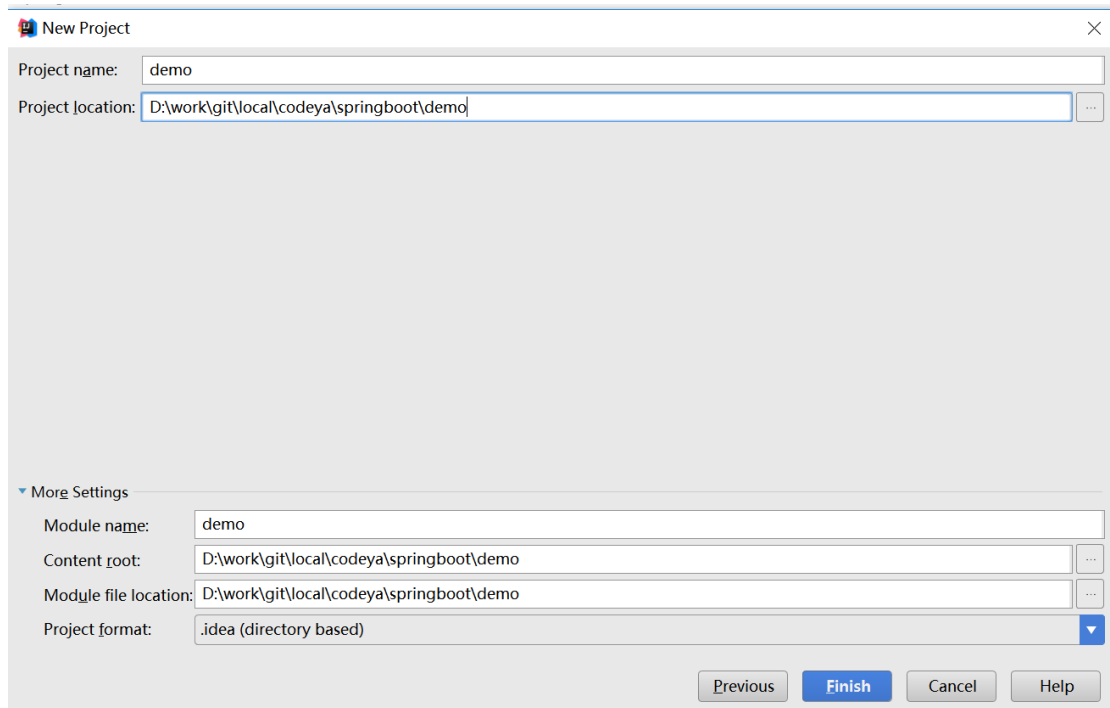 New Project
Project name: demo
Project location: D:\work\git\local\codeya\springboot\demo
...
More Settings
Module name: demo
Content root: D:\work\git\local\codeya\springboot\demo
...
Module file location: D:\work\git\local\codeya\springboot\demo
...
Project format: .idea (directory based)
Previous Finish Cancel Help